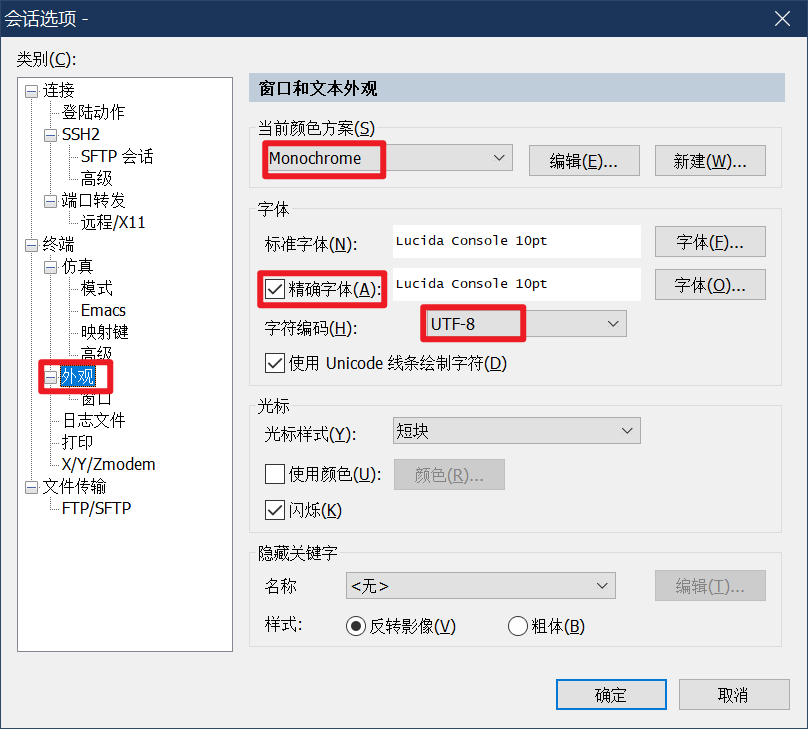 会话选项 -
类别(C):
连接
登陆动作
SSH2
SFTP 会话
高级
端口转发
远程/X11
终端
仿真
模式
Emacs
映射键
高级
外观
窗口
日志文件
打印
X/Y/Zmodem
文件传输
FTP/SFTP
窗口和文本外观
当前颜色方案(S)
Monochrome
编辑(E)...
新建(W)...
字体
标准字体(N):
Lucida Console 10pt
字体(F)...
精确字体(A):
Lucida Console 10pt
字体(O)...
字符编码(H):
UTF-8
使用 Unicode 线条绘制字符(D)
光标
光标样式(Y):
短块
使用颜色(U):
颜色(R)...
闪烁(K)
隐藏关键字
名称
<无>
编辑(T)...
样式:
反转影像(V)
粗体(B)
确定
取消